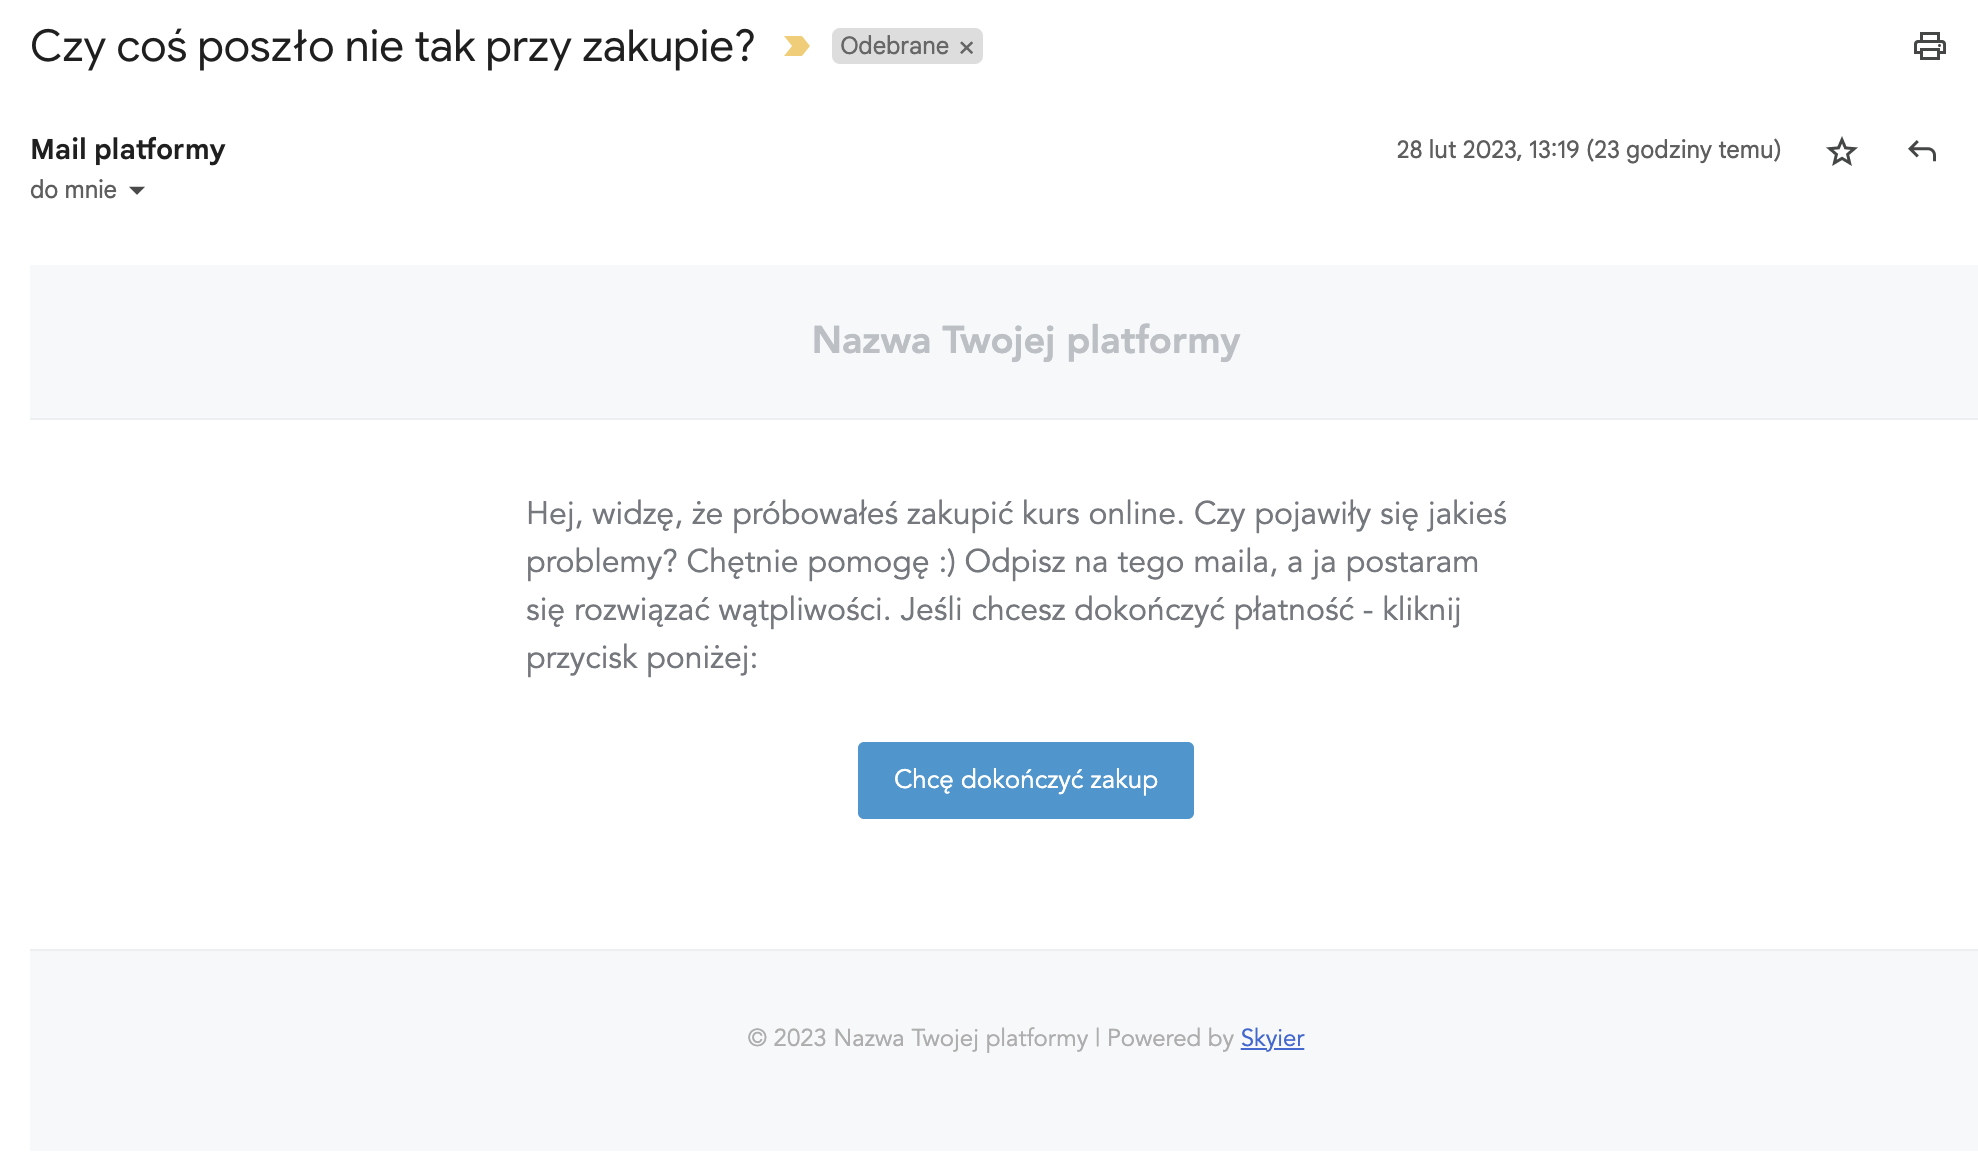 Czy coś poszło nie tak przy zakupie?
Odebrane ×
Mail platformy
28 lut 2023, 13:19 (23 godziny temu)
do mnie
Nazwa Twojej platformy
Hej, widzę, że próbowałeś zakupić kurs online. Czy pojawiły się jakieś
problemy? Chętnie pomogę :) Odpisz na tego maila, a ja postaram
się rozwiązać wątpliwości. Jeśli chcesz dokończyć płatność - kliknij
przycisk poniżej:
Chcę dokończyć zakup
© 2023 Nazwa Twojej platformy | Powered by Skyier